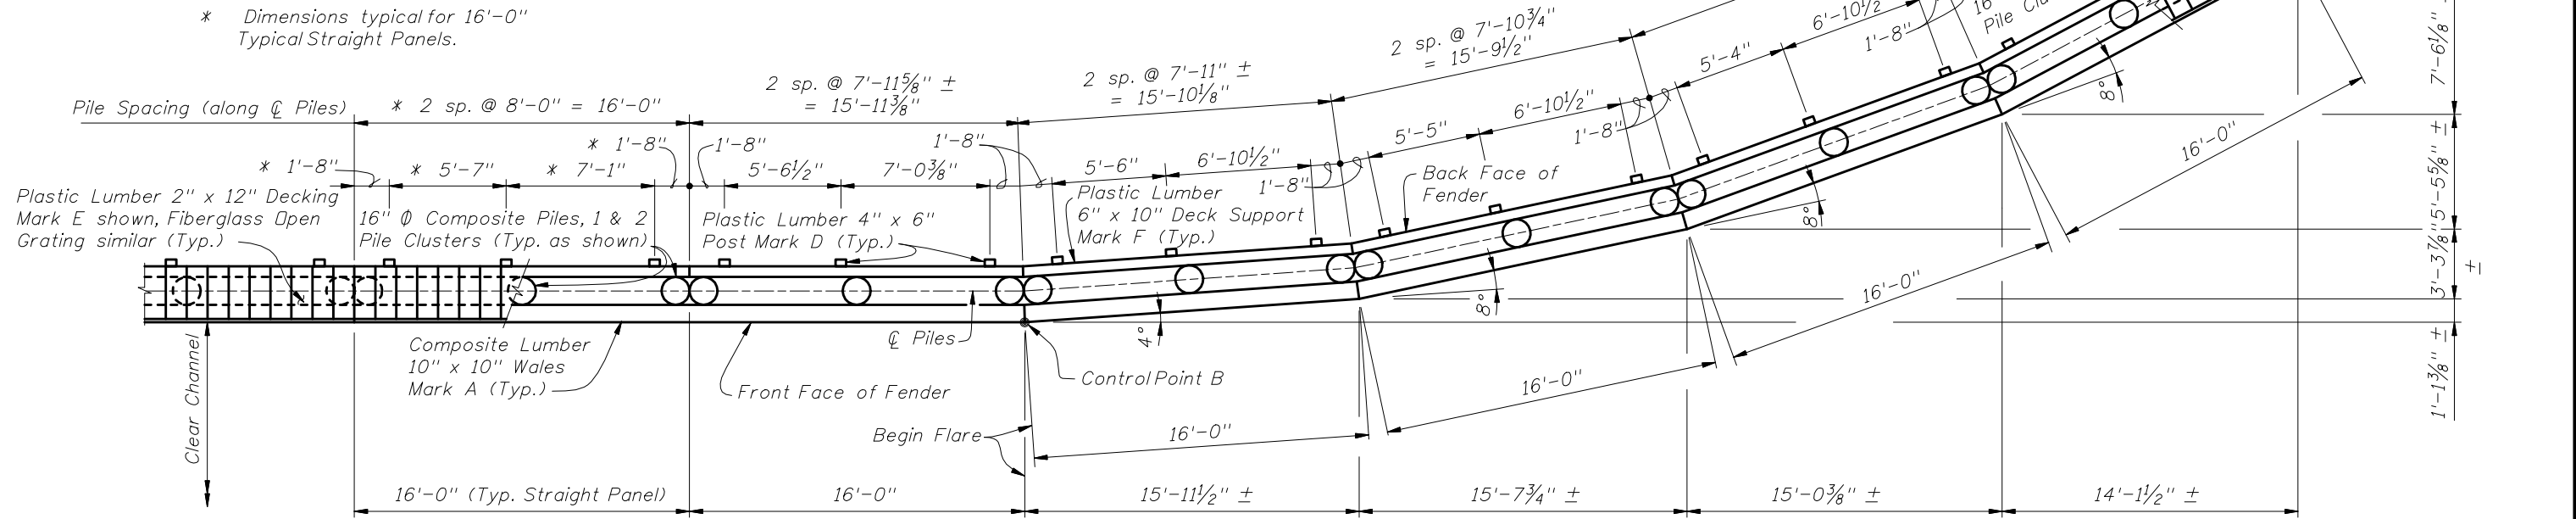 * Dimensions typical for 16'-0"
Typical Straight Panels.
Pile Spacing (along ℄ Piles)
* 2 sp. @ 8'-0" = 16'-0"
2 sp. @ 7'-11⅝" ±
= 15'-11⅜"
2 sp. @ 7'-11" ±
= 15'-10⅛"
2 sp. @ 7'-10¾"
= 15'-9½"
* 1'-8"
* 5'-7"
* 7'-1"
* 1'-8"
1'-8"
5'-6½"
7'-0⅜"
1'-8"
5'-6"
6'-10½"
1'-8"
5'-5"
6'-10½"
1'-8"
5'-4"
6'-10½"
1'-8"
16"
Pile Clu
Plastic Lumber 2" x 12" Decking
Mark E shown, Fiberglass Open
Grating similar (Typ.)
16" Φ Composite Piles, 1 & 2
Pile Clusters (Typ. as shown)
Plastic Lumber 4" x 6"
Post Mark D (Typ.)
Plastic Lumber
6" x 10" Deck Support
Mark F (Typ.)
Back Face of
Fender
Composite Lumber
10" x 10" Wales
Mark A (Typ.)
Front Face of Fender
℄ Piles
Control Point B
Begin Flare
Clear Channel
4°
8°
8°
8°
16'-0"
16'-0"
16'-0"
16'-0"
16'-0" (Typ. Straight Panel)
16'-0"
15'-11½" ±
15'-7¾" ±
15'-0⅜" ±
14'-1½" ±
7'-6⅛"
5'-5⅝" ±
3'-3⅞"
±
1'-1⅜" ±